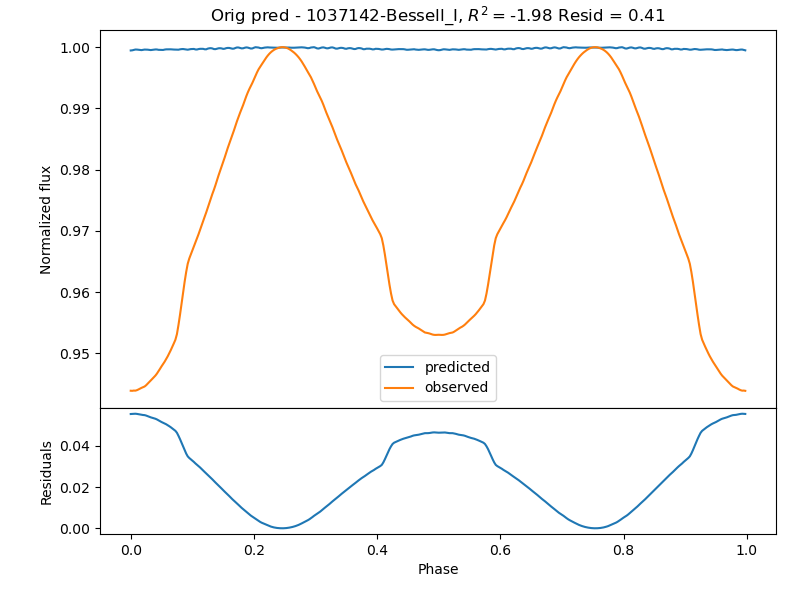 Orig pred - 1037142-Bessell_I, R² = -1.98 Resid = 0.41
1.00
0.99
0.98
0.97
0.96
0.95
Normalized flux
predicted
observed
0.04
0.02
0.00
Residuals
0.0 0.2 0.4 0.6 0.8 1.0
Phase